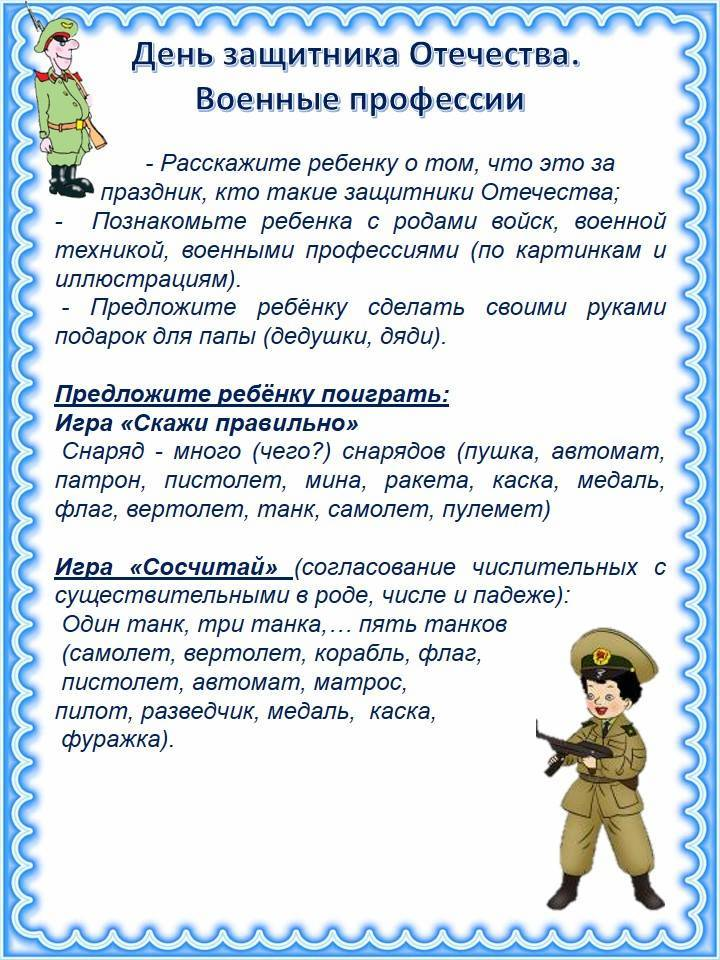 День защитника Отечества.
Военные профессии
- Расскажите ребенку о том, что это за
праздник, кто такие защитники Отечества;
- Познакомьте ребенка с родами войск, военной
техникой, военными профессиями (по картинкам и
иллюстрациям).
- Предложите ребёнку сделать своими руками
подарок для папы (дедушки, дяди).
Предложите ребёнку поиграть:
Игра «Скажи правильно»
Снаряд - много (чего?) снарядов (пушка, автомат,
патрон, пистолет, мина, ракета, каска, медаль,
флаг, вертолет, танк, самолет, пулемет)
Игра «Сосчитай» (согласование числительных с
существительными в роде, числе и падеже):
Один танк, три танка,… пять танков
(самолет, вертолет, корабль, флаг,
пистолет, автомат, матрос,
пилот, разведчик, медаль, каска,
фуражка).